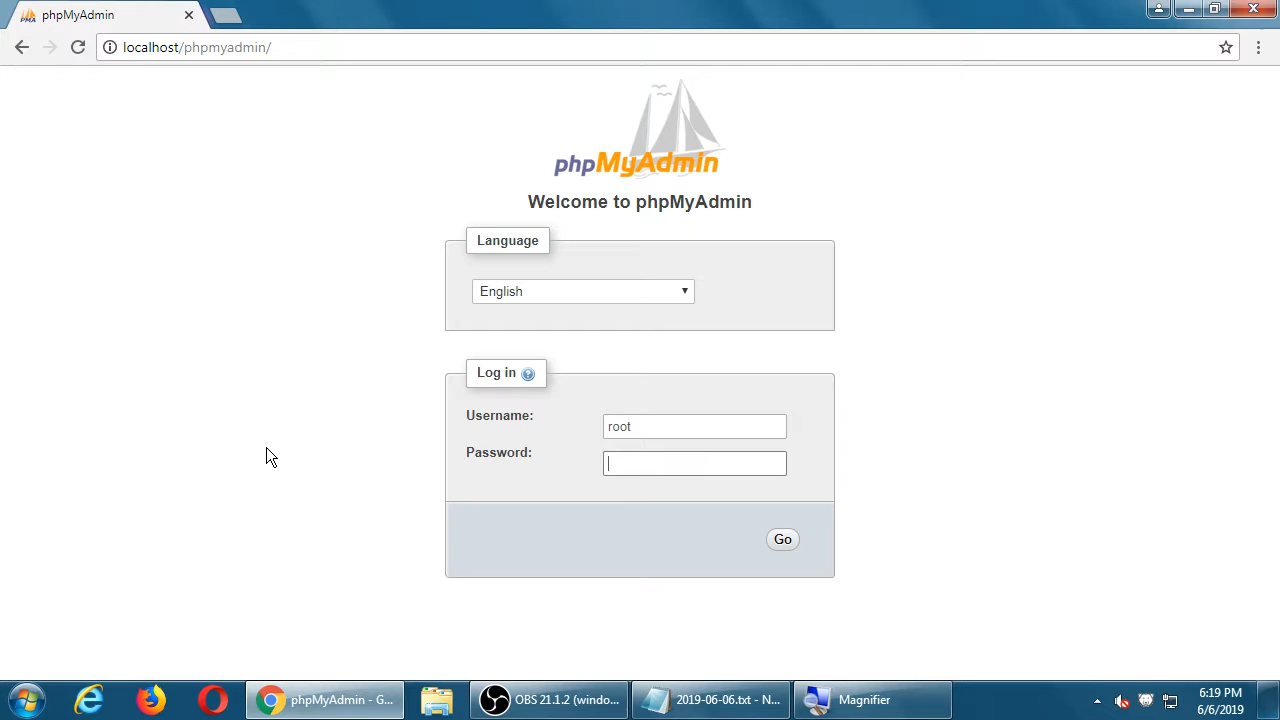 phpMyAdmin
localhost/phpmyadmin/
phpMyAdmin
Welcome to phpMyAdmin
Language
English
Log in
Username:
root
Password:
Go
phpMyAdmin - G...
OBS 21.1.2 (windo...
2019-06-06.txt - N...
Magnifier
6:19 PM
6/6/2019